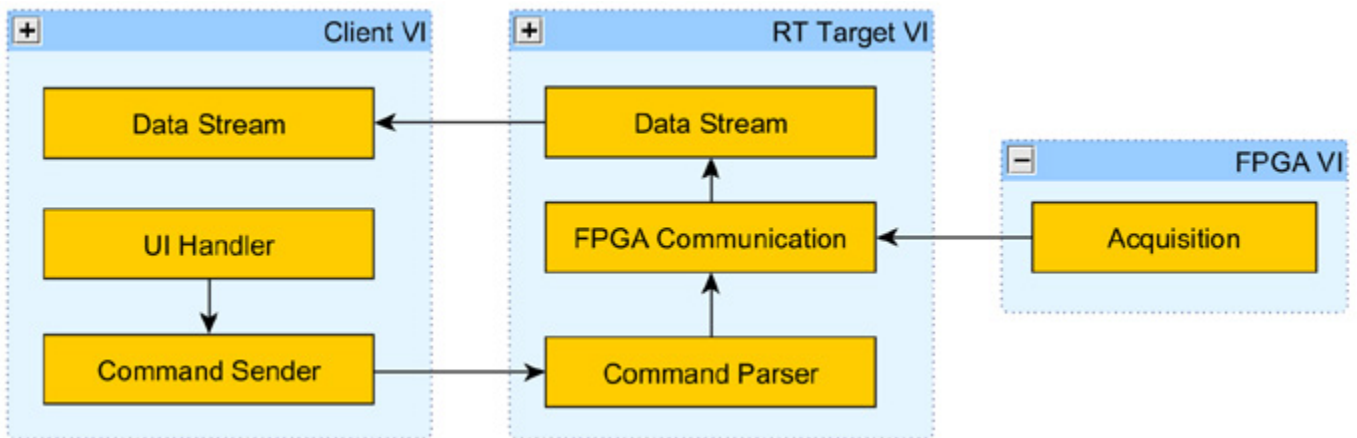 + Client VI
Data Stream
UI Handler
Command Sender
+ RT Target VI
Data Stream
FPGA Communication
Command Parser
− FPGA VI
Acquisition